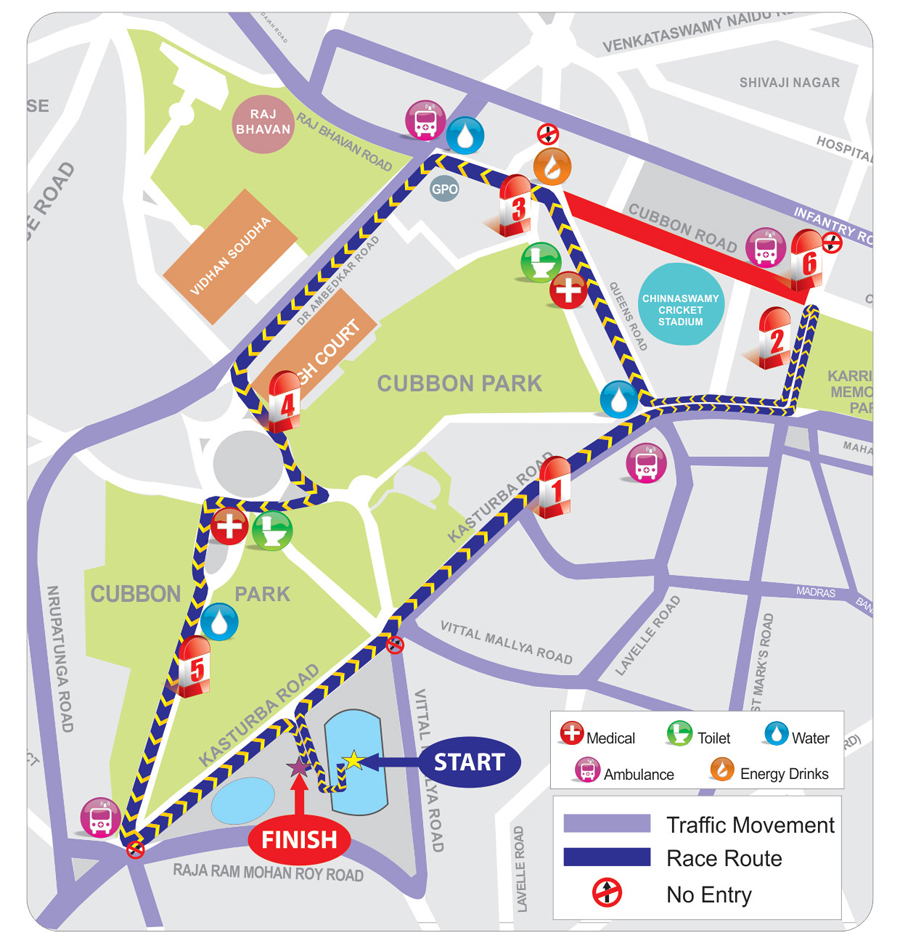 VENKATASWAMY NAIDU
SHIVAJI NAGAR
HOSPITAL
SE
RAJ
BHAVAN
RAJ BHAVAN ROAD
GPO
3
CUBBON ROAD
INFANTRY
6
VIDHAN SOUDHA
DR AMBEDKAR ROAD
CHINNASWAMY
CRICKET
STADIUM
QUEENS ROAD
2
GH COURT
CUBBON PARK
KARRI
MEMO
PAR
4
MAHA
KASTURBA ROAD
1
CUBBON PARK
MADRAS
BAN
NRUPATUNGA ROAD
VITTAL MALLYA ROAD
LAVELLE ROAD
ST MARK'S ROAD
5
KASTURBA ROAD
VITTAL M
LYA ROAD
START
FINISH
RAJA RAM MOHAN ROY ROAD
LAVELLE ROAD
CT
RD)
Medical
Toilet
Water
Ambulance
Energy Drinks
Traffic Movement
Race Route
No Entry